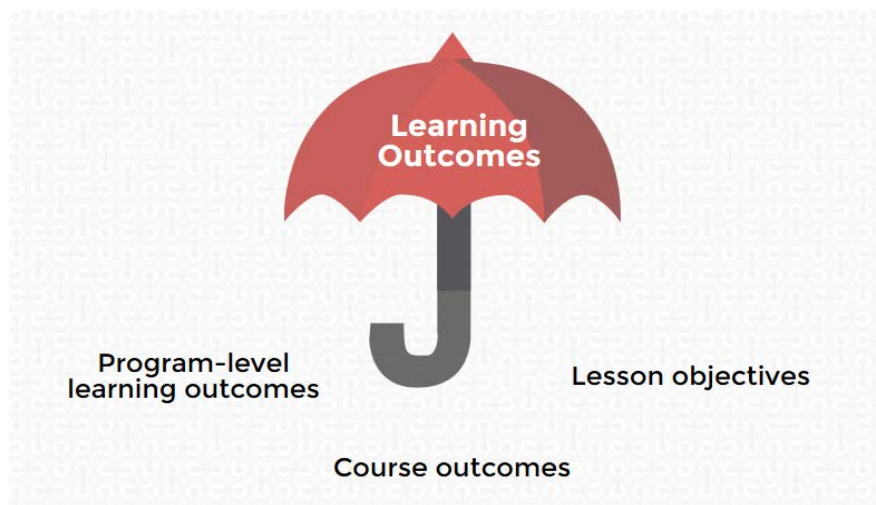 Learning
Outcomes
Program-level
learning outcomes
Lesson objectives
Course outcomes